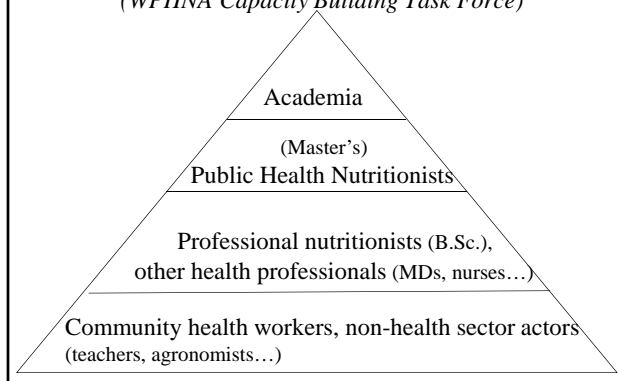 (WPHNA Capacity Building Task Force)
Academia
(Master's)
Public Health Nutritionists
Professional nutritionists (B.Sc.),
other health professionals (MDs, nurses…)
Community health workers, non-health sector actors
(teachers, agronomists…)